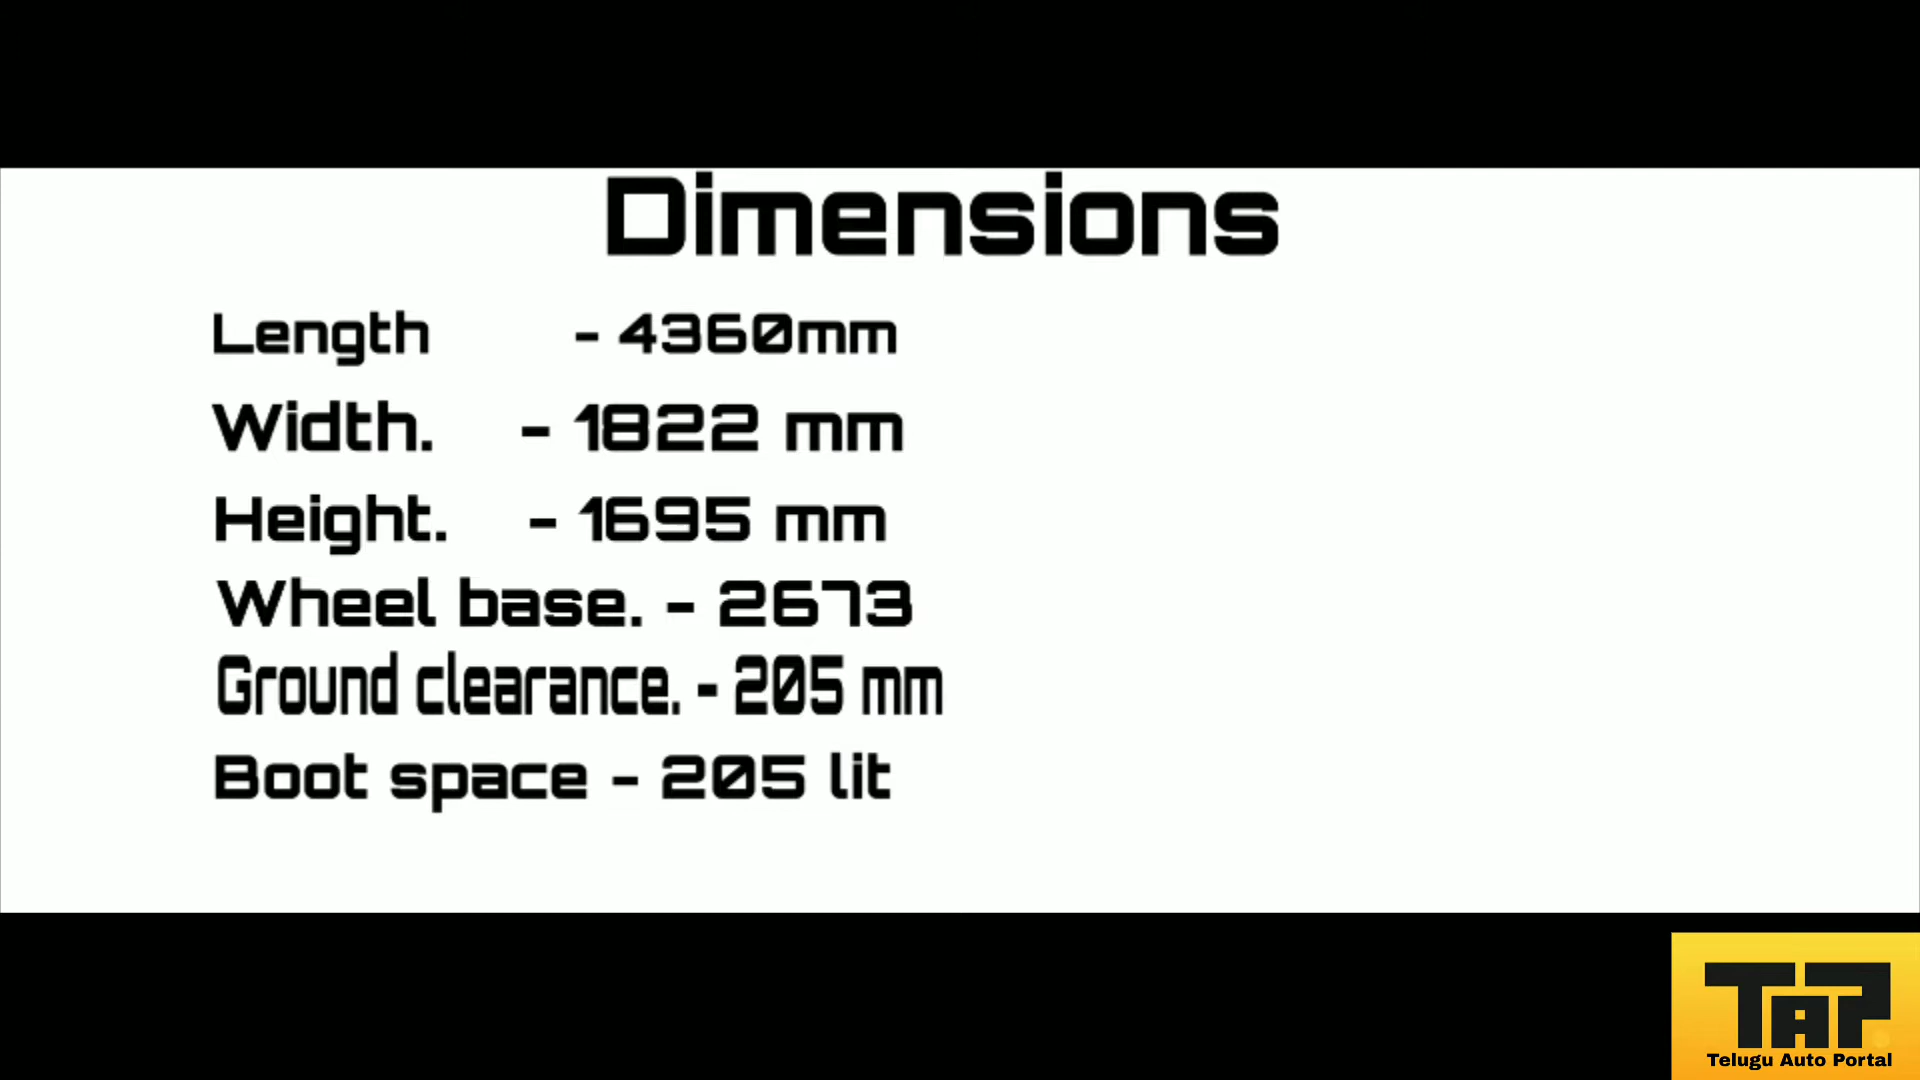 Dimensions
Length - 4360mm
Width. - 1822 mm
Height. - 1695 mm
Wheel base. - 2673
Ground clearance. - 205 mm
Boot space - 205 lit
TAP.
Telugu Auto Portal